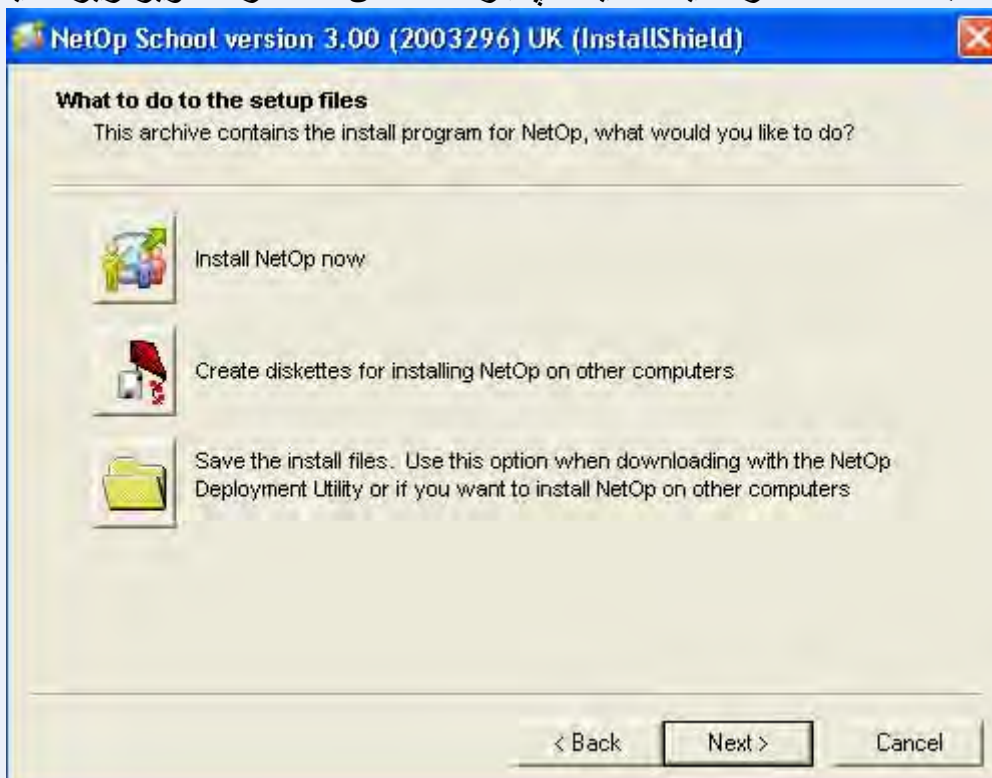 NetOp School version 3.00 (2003296) UK (InstallShield)
What to do to the setup files
This archive contains the install program for NetOp, what would you like to do?
Install NetOp now
Create diskettes for installing NetOp on other computers
Save the install files. Use this option when downloading with the NetOp
Deployment Utility or if you want to install NetOp on other computers
< Back
Next >
Cancel